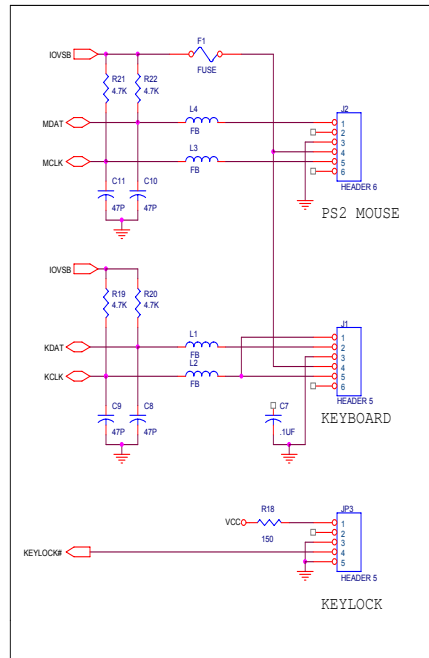 F1
IOVSB
FUSE
R21
4.7K
R22
4.7K
J2
L4
MDAT
FB
1
2
3
4
5
6
L3
MCLK
FB
C11
C10
47P
47P
HEADER 6
PS2 MOUSE
IOVSB
R19
4.7K
R20
4.7K
J1
L1
KDAT
FB
L2
KCLK
FB
1
2
3
4
5
6
C9
C8
47P
47P
C7
.1UF
HEADER 5
KEYBOARD
R18
VCC
150
JP3
1
2
3
4
5
KEYLOCK#
HEADER 5
KEYLOCK